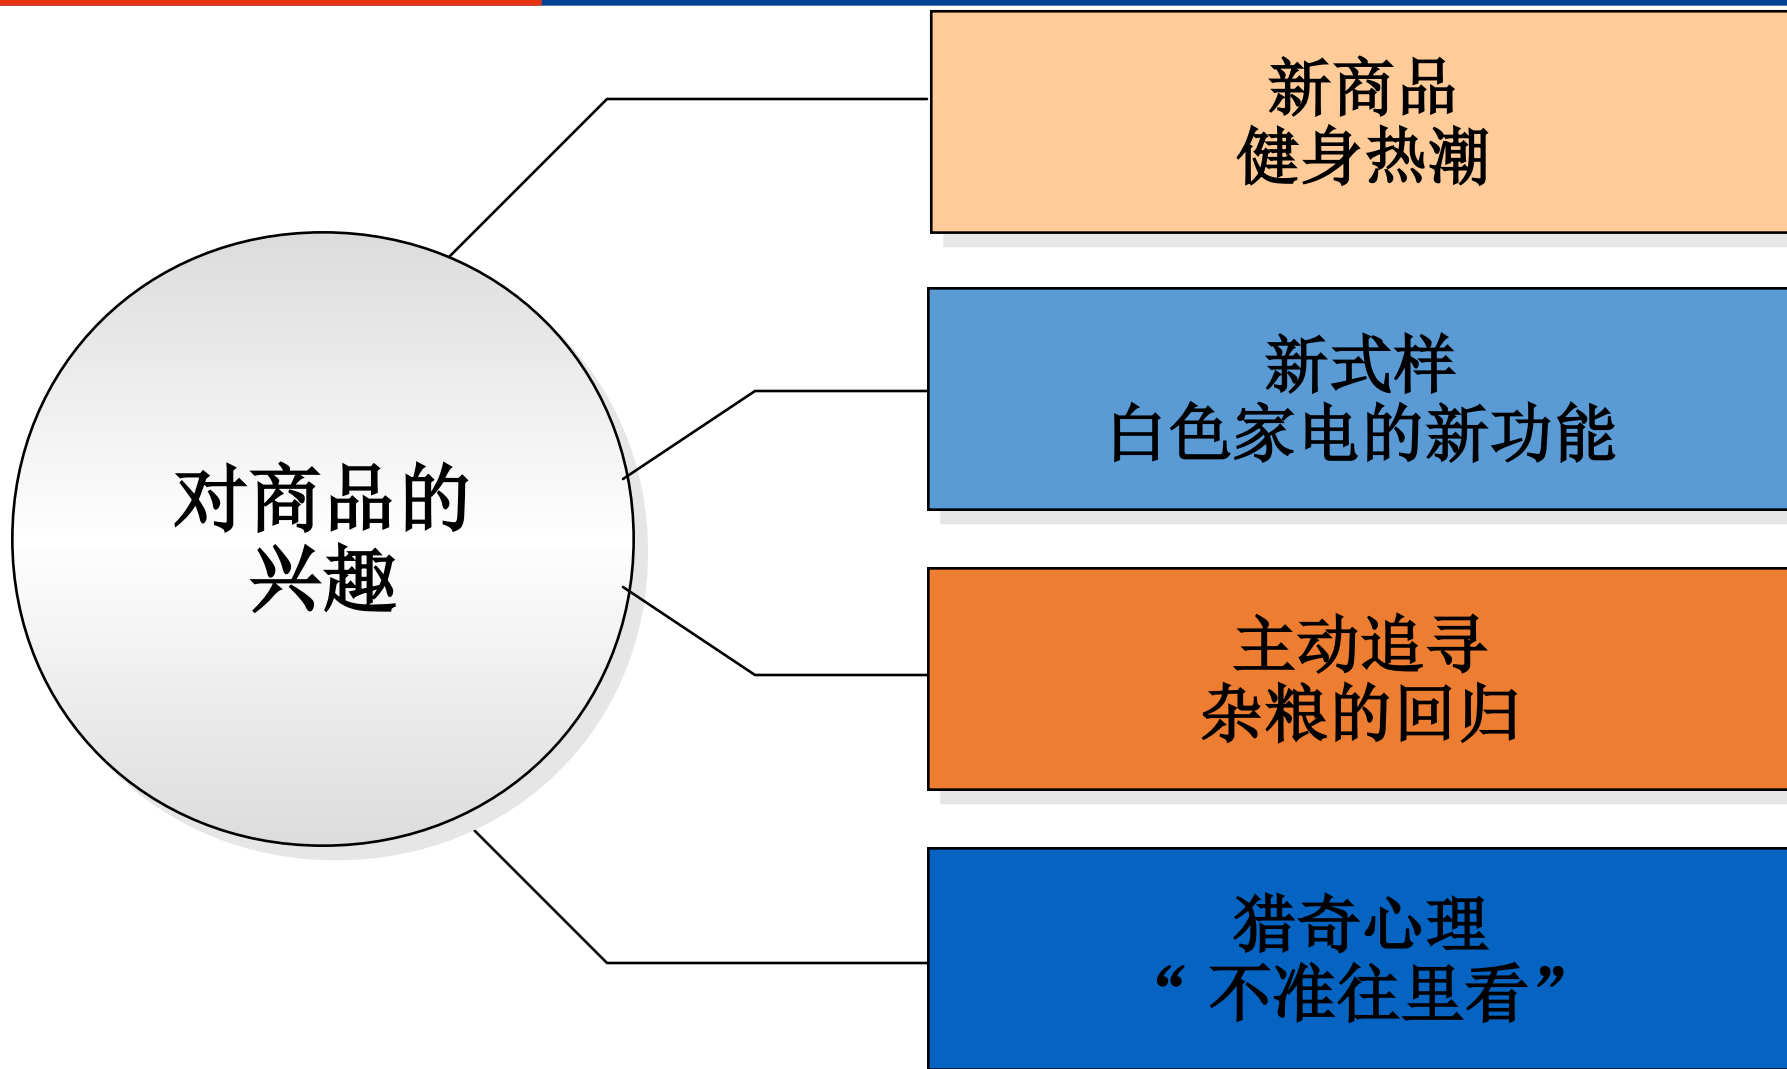 对商品的
兴趣
新商品
健身热潮
新式样
白色家电的新功能
主动追寻
杂粮的回归
猎奇心理
“ 不准往里看”